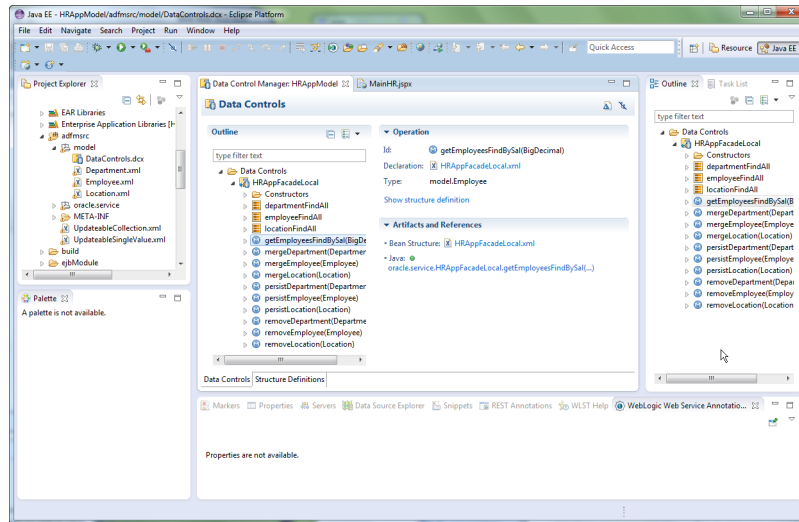 Java EE - HRAppModel/adfmsrc/model/DataControls.dcx - Eclipse Platform
File Edit Navigate Search Project Run Window Help
Quick Access
Resource
Java EE
Project Explorer
EAR Libraries
Enterprise Application Libraries [H
adfmsrc
model
DataControls.dcx
Department.xml
Employee.xml
Location.xml
oracle.service
META-INF
UpdateableCollection.xml
UpdateableSingleValue.xml
build
ejbModule
Palette
A palette is not available.
Data Control Manager: HRAppModel
MainHR.jspx
Data Controls
Outline
type filter text
Data Controls
HRAppFacadeLocal
Constructors
departmentFindAll
employeeFindAll
locationFindAll
getEmployeesFindBySal(BigDe
mergeDepartment(Departmer
mergeEmployee(Employee)
mergeLocation(Location)
persistDepartment(Departmer
persistEmployee(Employee)
persistLocation(Location)
removeDepartment(Departme
removeEmployee(Employee)
removeLocation(Location)
Data Controls
Structure Definitions
Operation
Id: getEmployeesFindBySal(BigDecimal)
Declaration: HRAppFacadeLocal.xml
Type: model.Employee
Show structure definition
Artifacts and References
• Bean Structure: HRAppFacadeLocal.xml
• Java:
oracle.service.HRAppFacadeLocal.getEmployeesFindBySal(...)
Outline
Task List
type filter text
Data Controls
HRAppFacadeLocal
Constructors
departmentFindAll
employeeFindAll
locationFindAll
getEmployeesFindBySal(B
mergeDepartment(Depart
mergeEmployee(Employe
mergeLocation(Location)
persistDepartment(Depart
persistEmployee(Employe
persistLocation(Location)
removeDepartment(Depar
removeEmployee(Employ
removeLocation(Location
Markers
Properties
Servers
Data Source Explorer
Snippets
REST Annotations
WLST Help
WebLogic Web Service Annotatio...
Properties are not available.